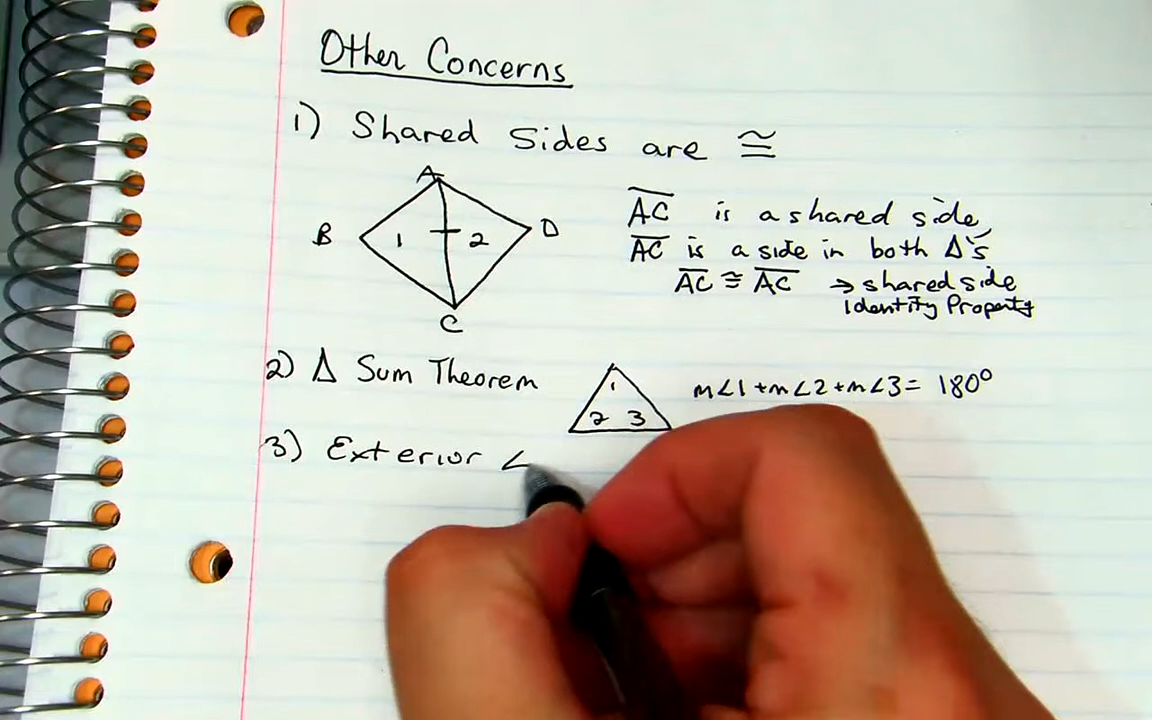 Other Concerns
1) Shared Sides are ≅
A
B 1 2 D
C
AC is a shared side,
AC is a side in both Δ's
AC ≅ AC → shared side
Identity Property
2) Δ Sum Theorem
1
2 3
m∠1 + m∠2 + m∠3 = 180°
3) Exterior ∠